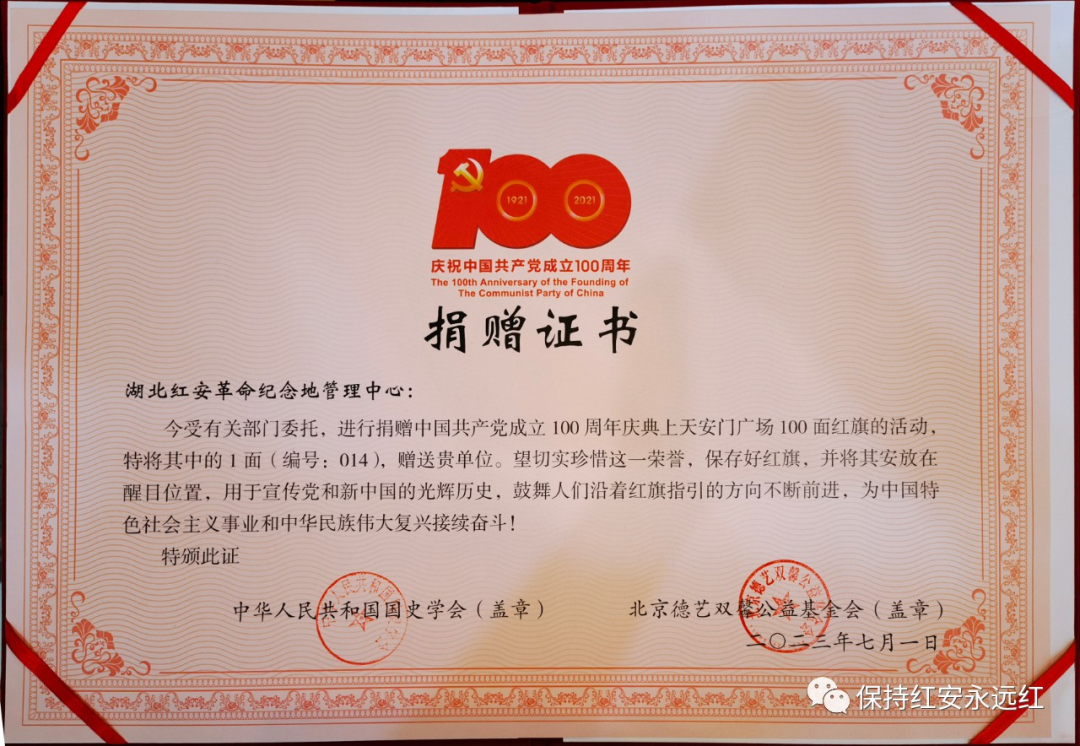 1921 2021
庆祝中国共产党成立100周年
The 100th Anniversary of the Founding of
The Communist Party of China
捐赠证书
湖北红安革命纪念地管理中心：
今受有关部门委托，进行捐赠中国共产党成立100周年庆典上天安门广场100面红旗的活动，
特将其中的1面（编号：014），赠送贵单位。望切实珍惜这一荣誉，保存好红旗，并将其安放在
醒目位置，用于宣传党和新中国的光辉历史，鼓舞人们沿着红旗指引的方向不断前进，为中国特
色社会主义事业和中华民族伟大复兴接续奋斗！
特颁此证
中华人民共和国国史学会（盖章） 北京德艺双馨公益基金会（盖章）
二〇二三年七月一日
保持红安永远红